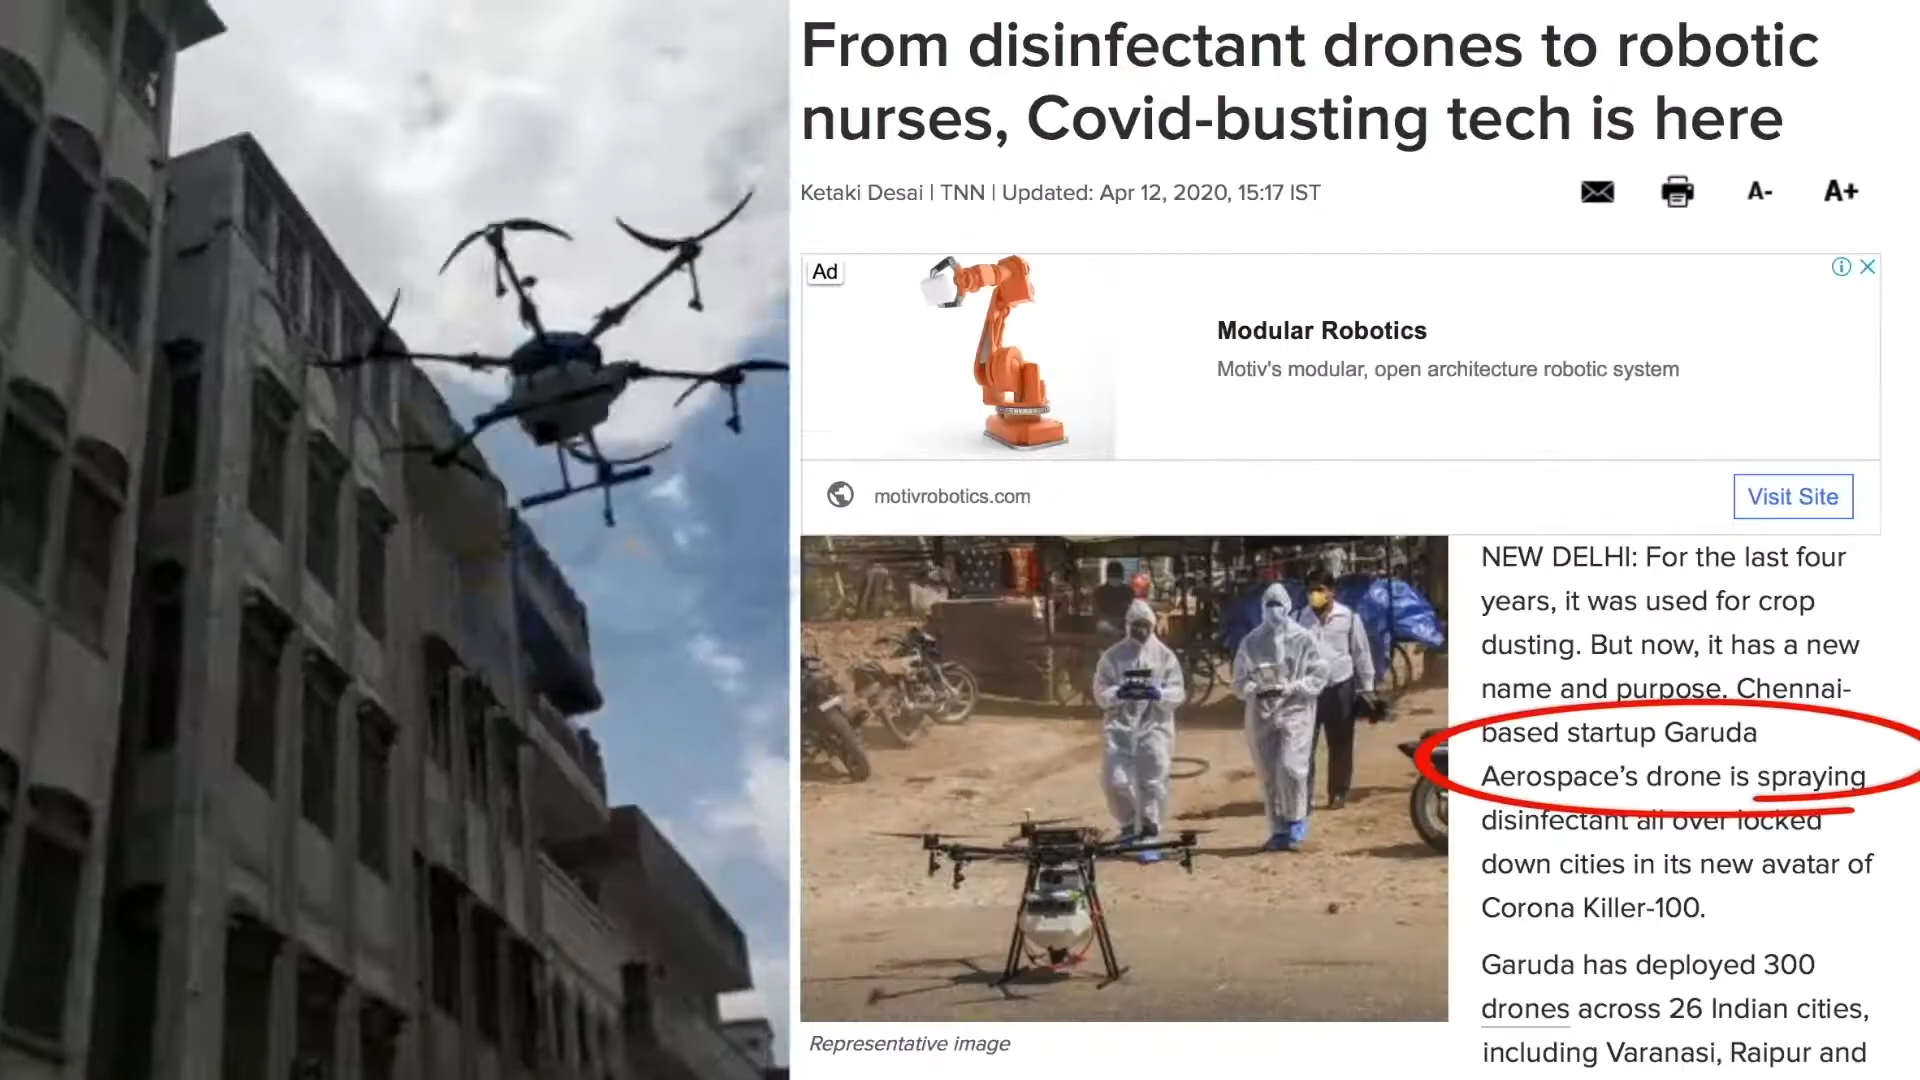 From disinfectant drones to robotic
nurses, Covid-busting tech is here
Ketaki Desai | TNN | Updated: Apr 12, 2020, 15:17 IST
A-
A+
Ad
Modular Robotics
Motiv's modular, open architecture robotic system
motivrobotics.com
Visit Site
NEW DELHI: For the last four
years, it was used for crop
dusting. But now, it has a new
name and purpose. Chennai-
based startup Garuda
Aerospace’s drone is spraying
disinfectant all over locked
down cities in its new avatar of
Corona Killer-100.
Garuda has deployed 300
drones across 26 Indian cities,
including Varanasi, Raipur and
Representative image